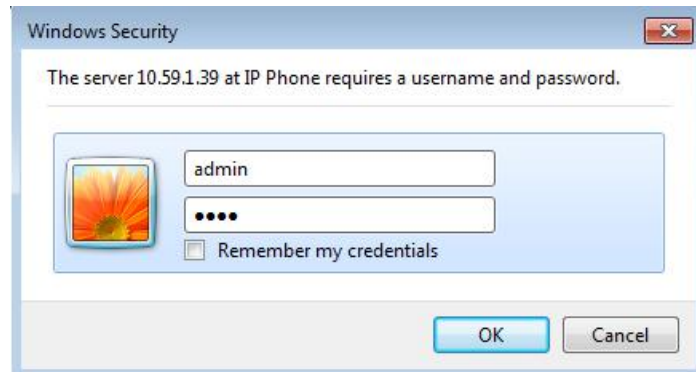 Windows Security
The server 10.59.1.39 at IP Phone requires a username and password.
admin
••••
Remember my credentials
OK
Cancel